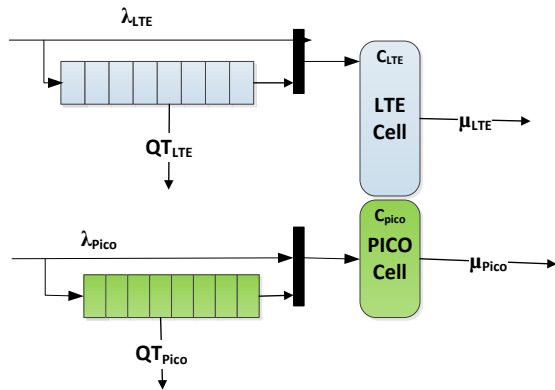 λLTE
CLTE
LTE
Cell
μLTE
QTLTE
Cpico
PICO
Cell
λPico
μPico
QTPico